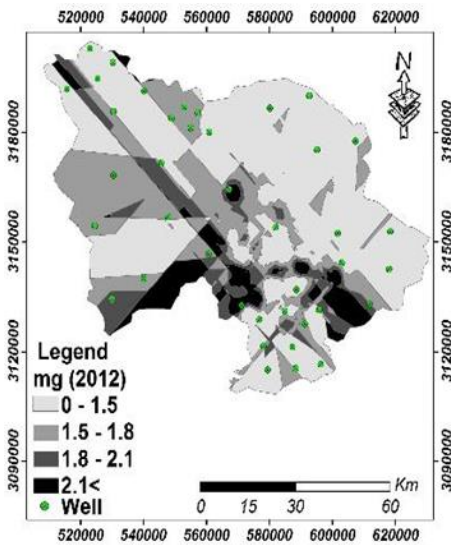 520000 540000 560000 580000 600000 620000
N
3180000 3180000
3150000 3150000
3120000 3120000
3090000 3090000
Legend
mg (2012)
0 - 1.5
1.5 - 1.8
1.8 - 2.1
2.1<
Well
Km
0 15 30 60
520000 540000 560000 580000 600000 620000